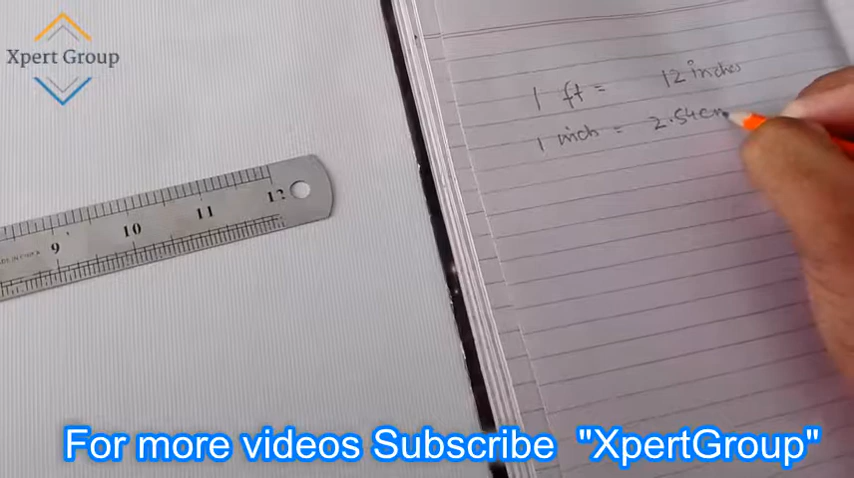 Xpert Group
1 ft = 12 inches
1 inch = 2.54cm
9 10 11 12
For more videos Subscribe "XpertGroup"